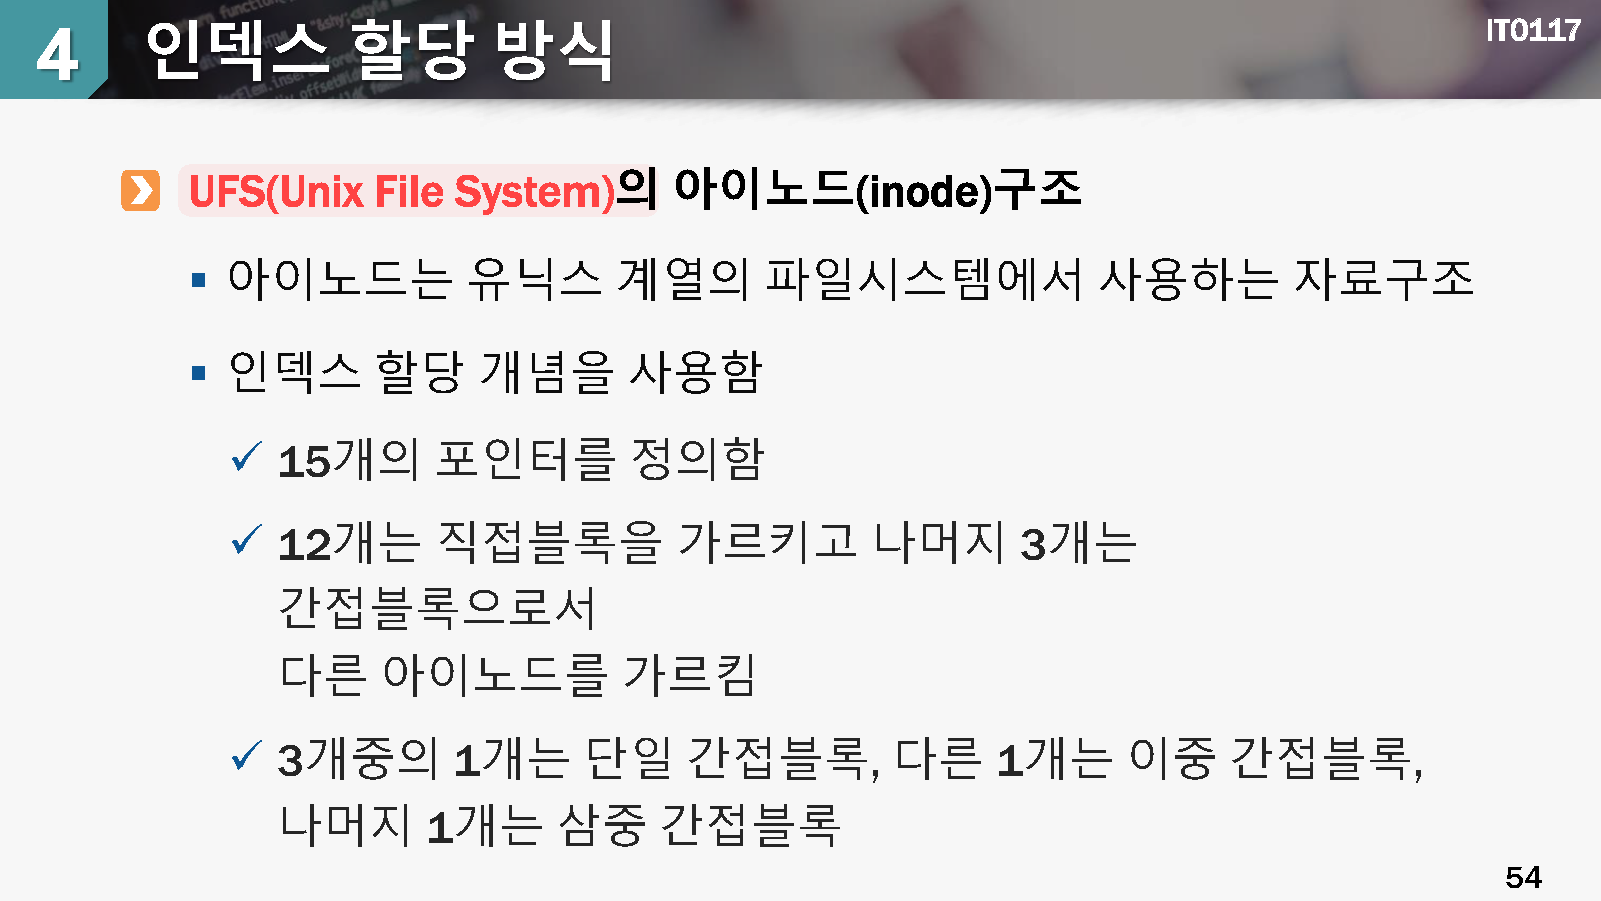 4 인덱스 할당 방식
IT0117
UFS(Unix File System)의 아이노드(inode)구조
▪ 아이노드는 유닉스 계열의 파일시스템에서 사용하는 자료구조
▪ 인덱스 할당 개념을 사용함
✓ 15개의 포인터를 정의함
✓ 12개는 직접블록을 가르키고 나머지 3개는
간접블록으로서
다른 아이노드를 가르킴
✓ 3개중의 1개는 단일 간접블록, 다른 1개는 이중 간접블록,
나머지 1개는 삼중 간접블록
54